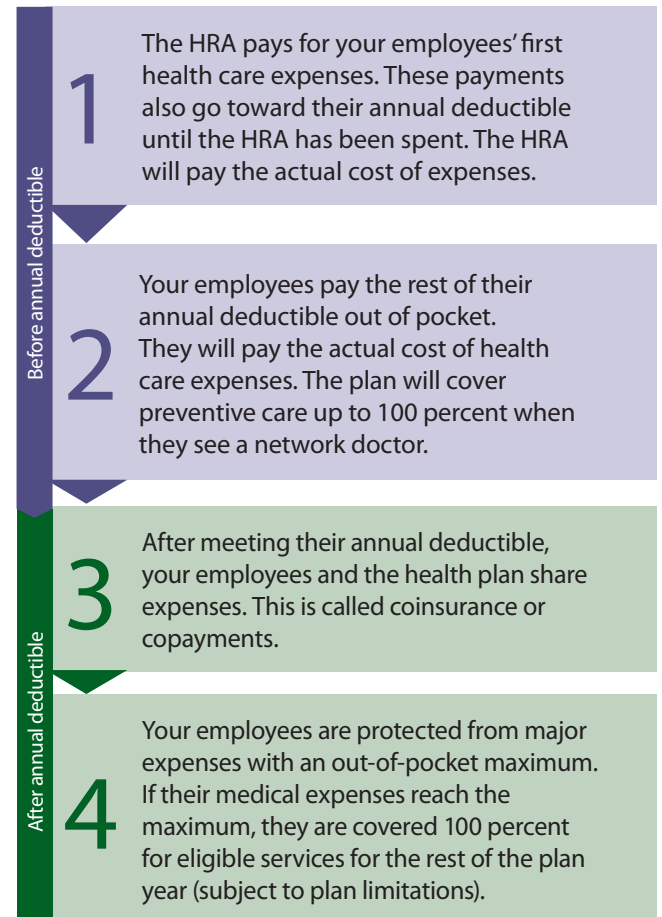 Before annual deductible
1
The HRA pays for your employees’ first
health care expenses. These payments
also go toward their annual deductible
until the HRA has been spent. The HRA
will pay the actual cost of expenses.
2
Your employees pay the rest of their
annual deductible out of pocket.
They will pay the actual cost of health
care expenses. The plan will cover
preventive care up to 100 percent when
they see a network doctor.
After annual deductible
3
After meeting their annual deductible,
your employees and the health plan share
expenses. This is called coinsurance or
copayments.
4
Your employees are protected from major
expenses with an out-of-pocket maximum.
If their medical expenses reach the
maximum, they are covered 100 percent
for eligible services for the rest of the plan
year (subject to plan limitations).